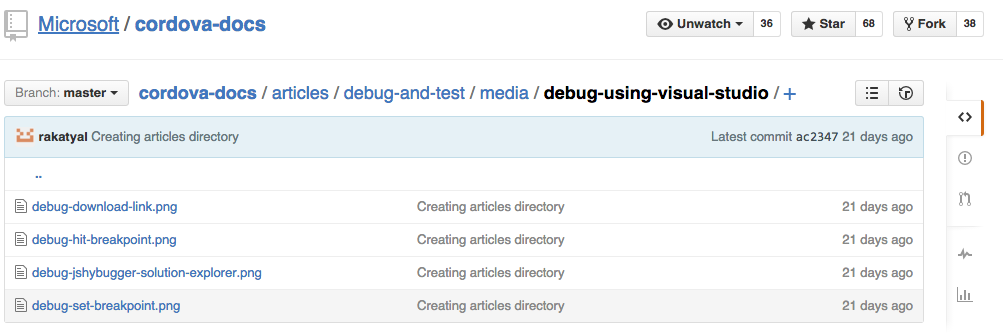 Microsoft / cordova-docs Unwatch 36 Star 68 Fork 38
Branch: master cordova-docs / articles / debug-and-test / media / debug-using-visual-studio / +
rakatyal Creating articles directory Latest commit ac2347 21 days ago
..
debug-download-link.png Creating articles directory 21 days ago
debug-hit-breakpoint.png Creating articles directory 21 days ago
debug-jshybugger-solution-explorer.png Creating articles directory 21 days ago
debug-set-breakpoint.png Creating articles directory 21 days ago